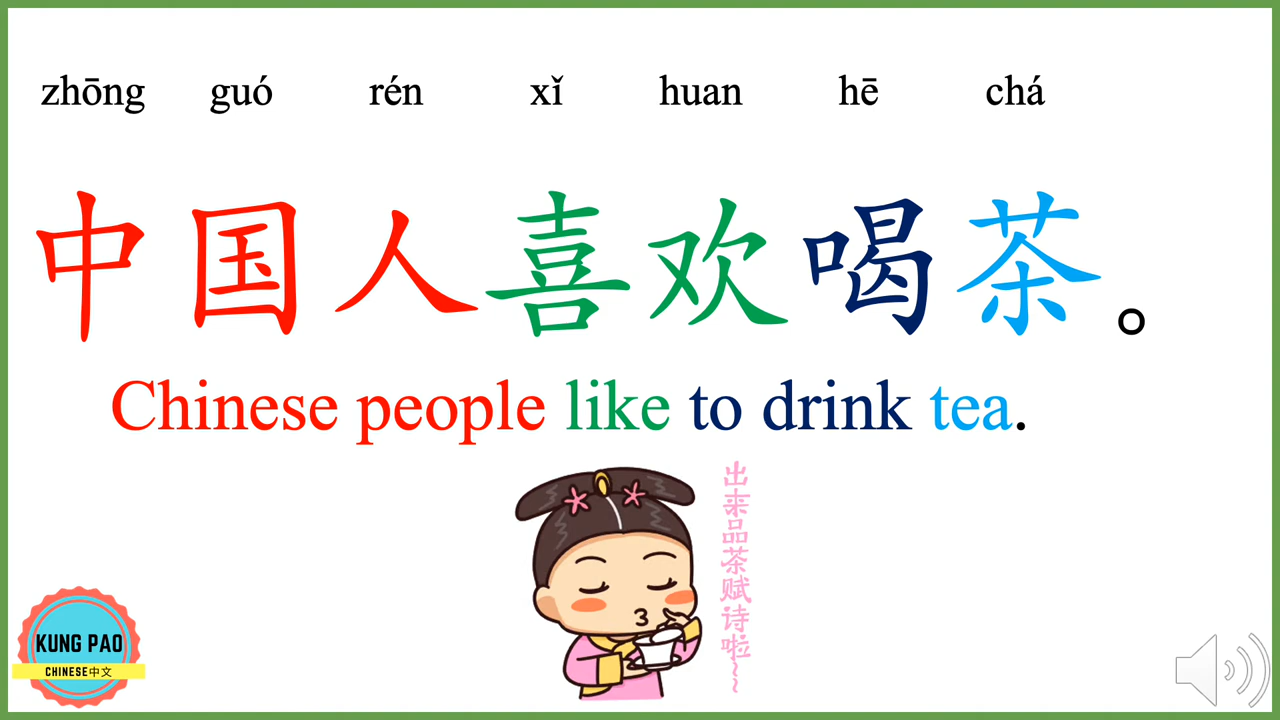 zhōng guó rén xǐ huan hē chá
中国人喜欢喝茶。
Chinese people like to drink tea.
出来品茶赋诗啦~~
KUNG PAO
CHINESE中文